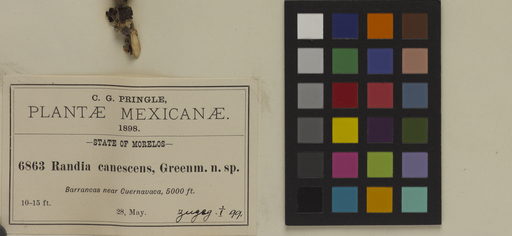 C. G. PRINGLE,
PLANTÆ MEXICANÆ.
1898.
—STATE OF MORELOS—
6863 Randia canescens, Greenm. n. sp.
Barrancas near Cuernavaca, 5000 ft.
10-15 ft.
28, May.
99.